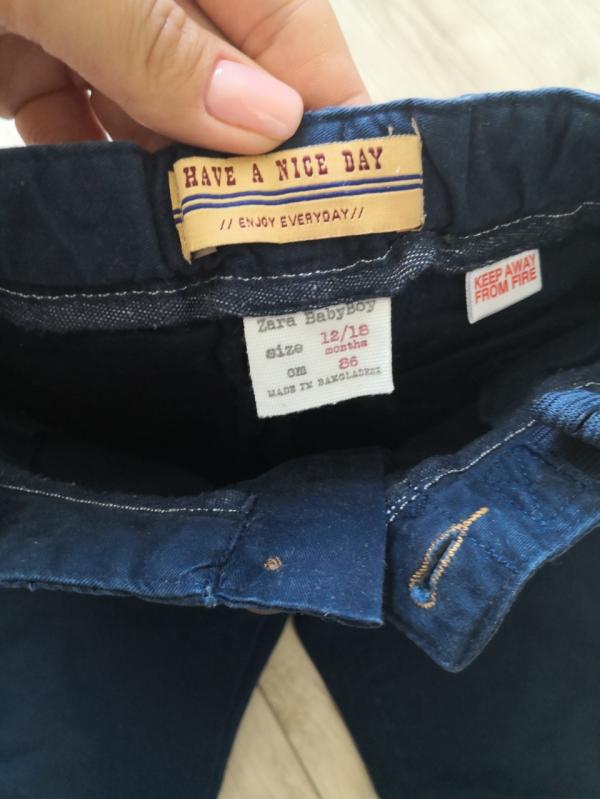 HAVE A NICE DAY
// ENJOY EVERYDAY//
KEEP AWAY
FROM FIRE
Zara BabyBoy
size 12/18
months
cm 86
MADE IN BANGLADESH